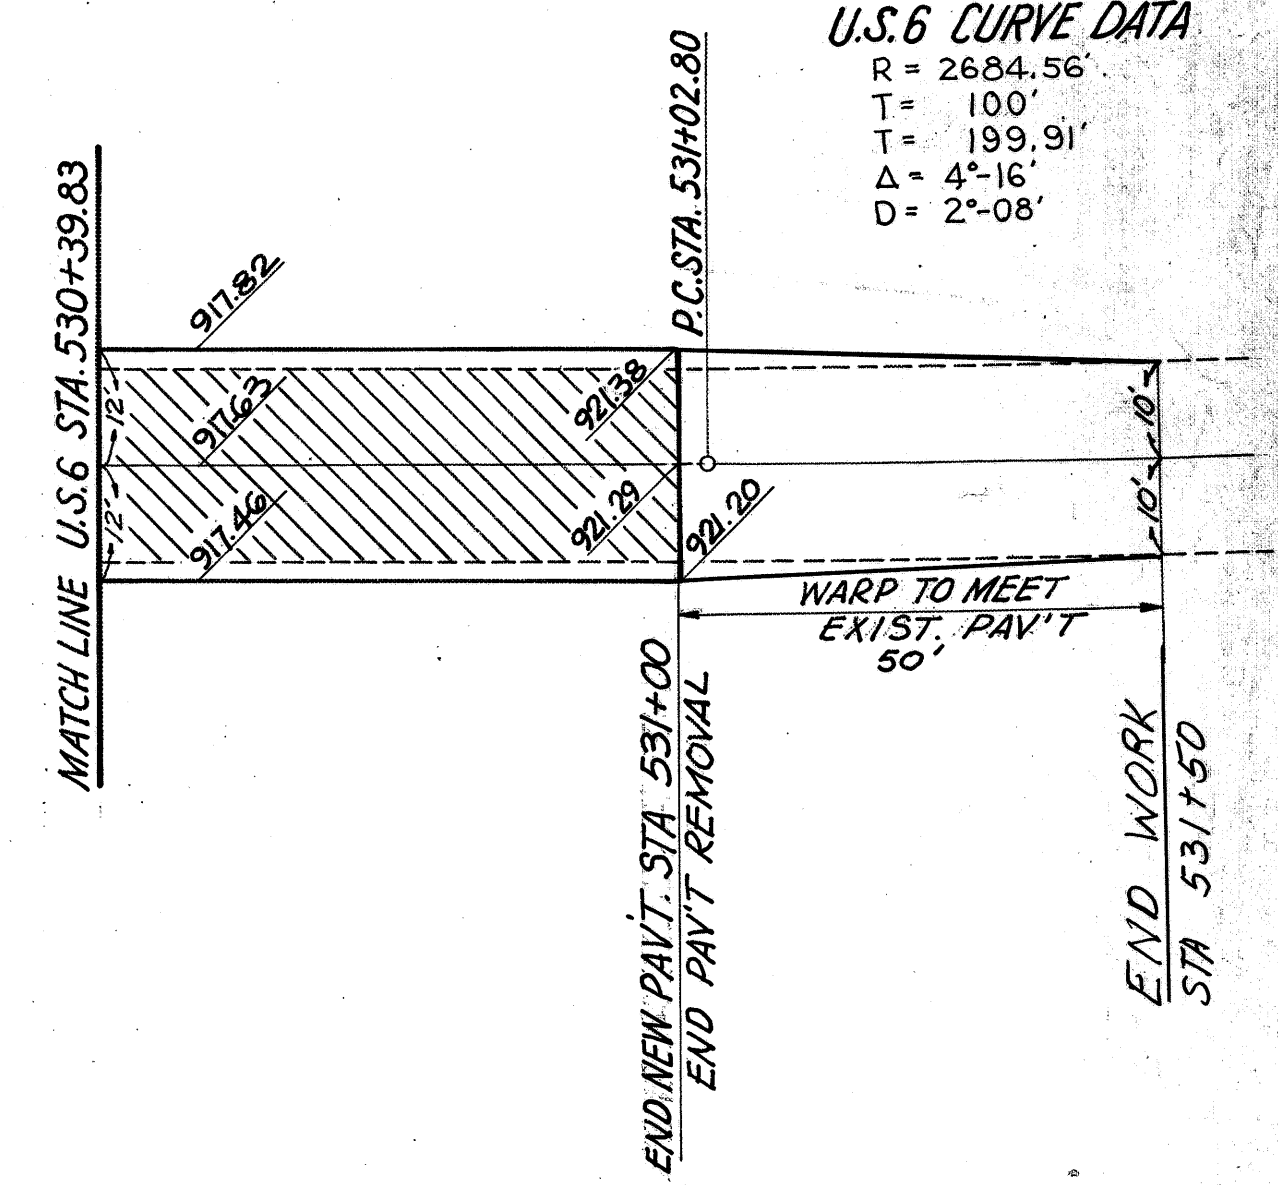 U.S.6 CURVE DATA
R = 2684.56'
T = 100'
T = 199.91'
Δ = 4°-16'
D = 2°-08'
MATCH LINE U.S.6 STA. 530+39.83
P.C. STA. 531+02.80
917.82
917.63
917.46
921.38
921.29
921.20
12'
12'
10'
10'
WARP TO MEET
EXIST. PAV'T
50'
END NEW PAV'T. STA 531+00
END PAV'T REMOVAL
END WORK
STA 531+50